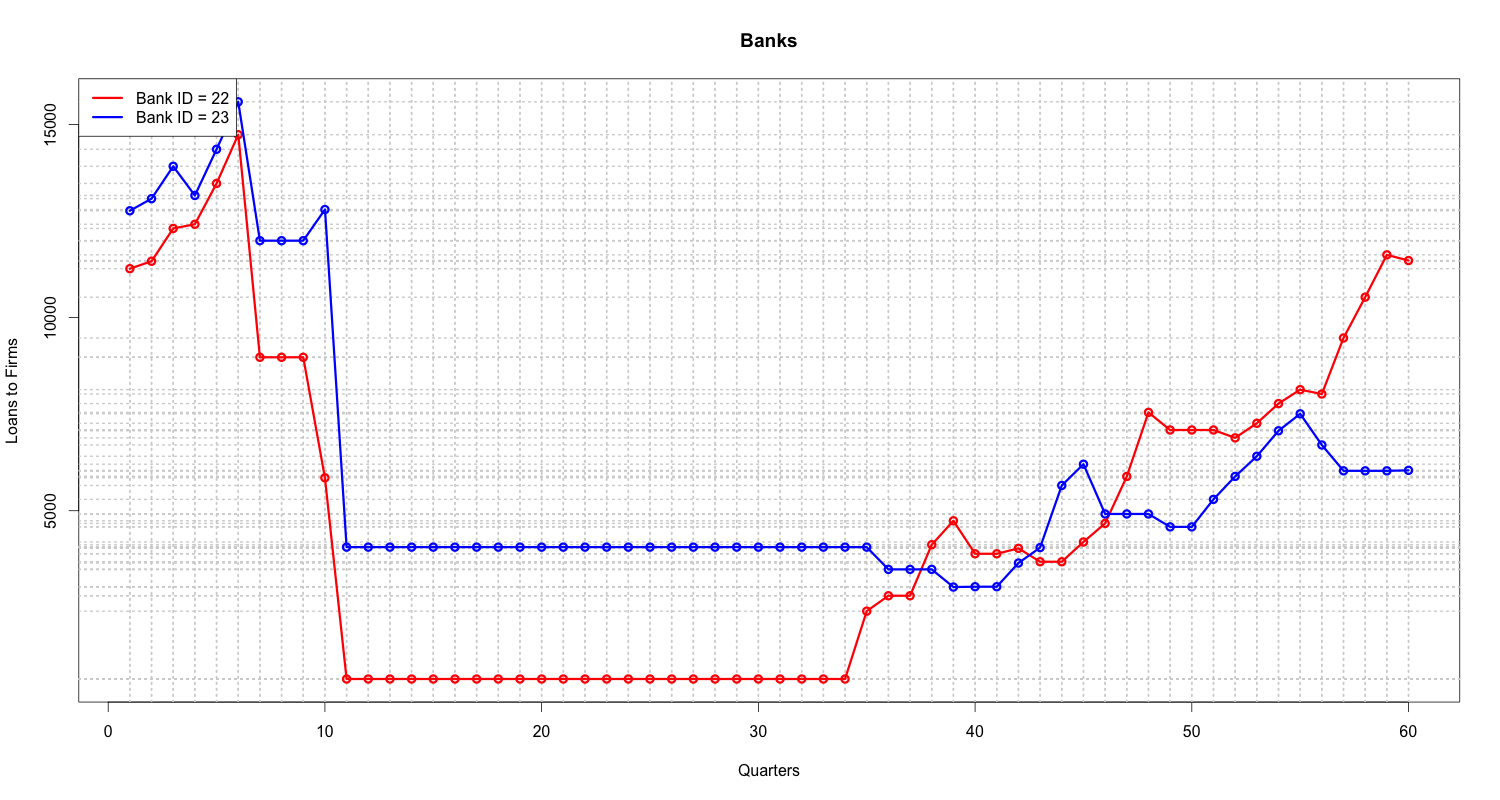 Banks
Bank ID = 22
Bank ID = 23
Loans to Firms
15000
10000
5000
0 10 20 30 40 50 60
Quarters